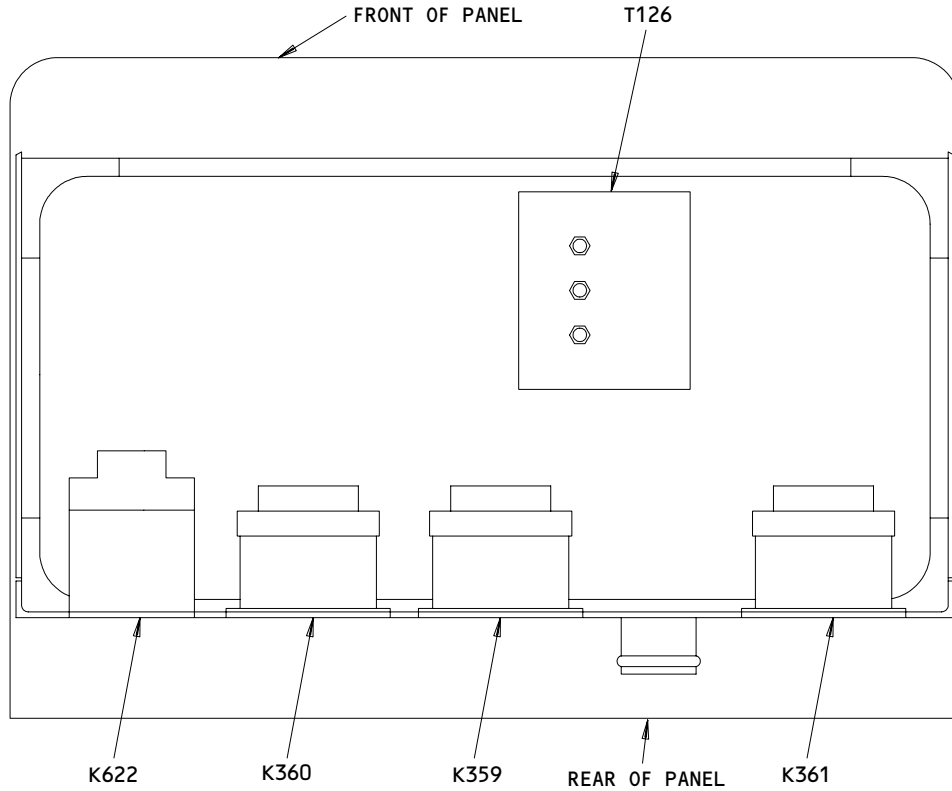 FRONT OF PANEL
T126
K622
K360
K359
REAR OF PANEL
K361